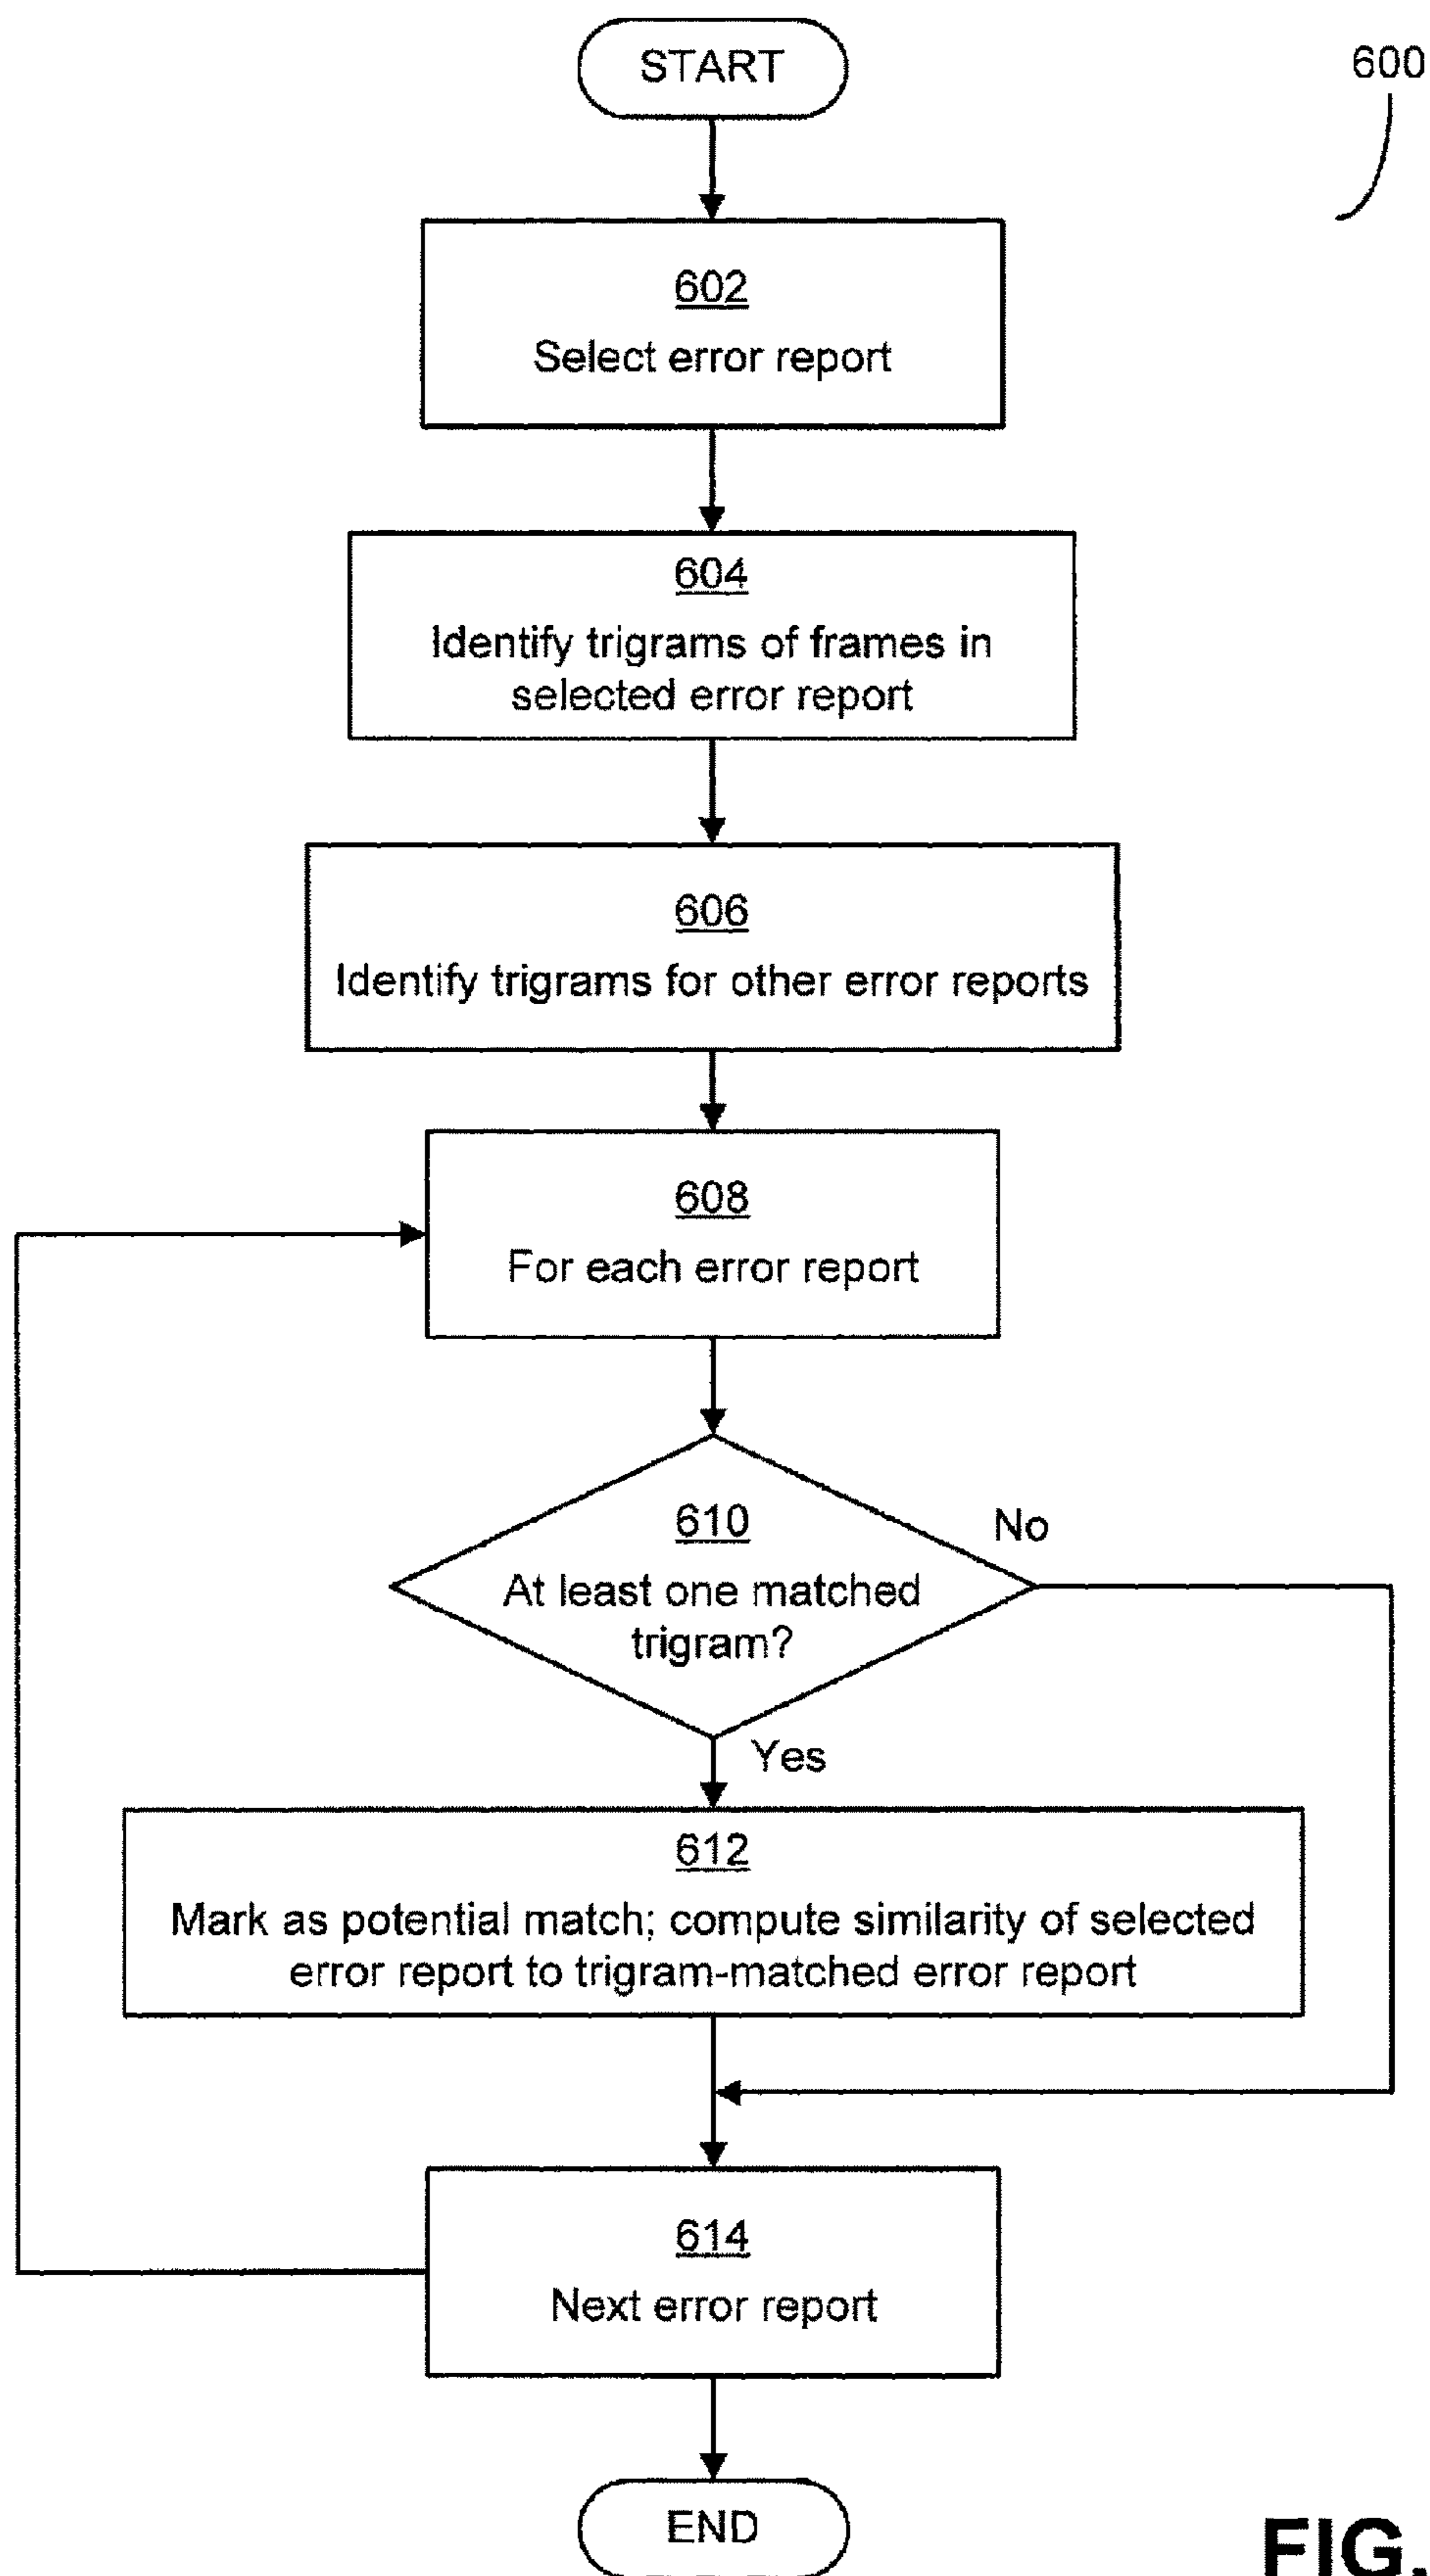 START
600
602
Select error report
604
Identify trigrams of frames in
selected error report
606
Identify trigrams for other error reports
608
For each error report
610
At least one matched
trigram?
No
Yes
612
Mark as potential match; compute similarity of selected
error report to trigram-matched error report
614
Next error report
END
FIG.